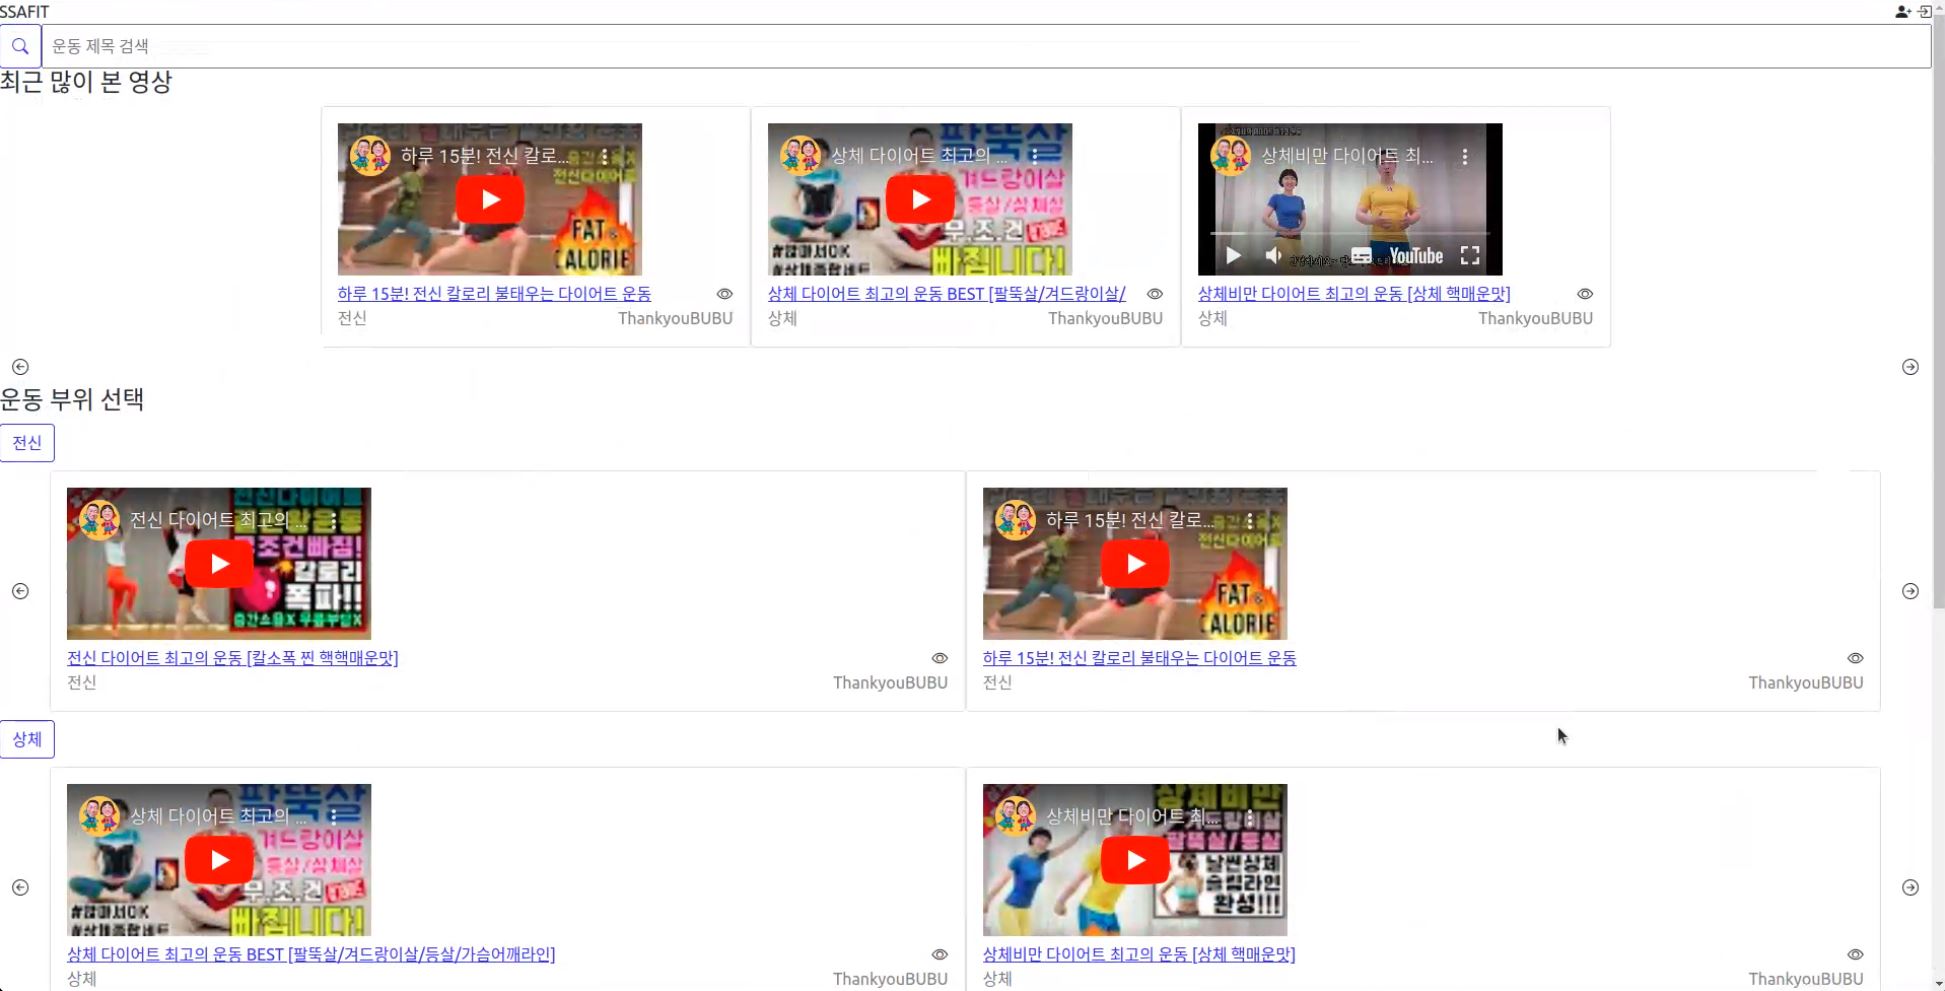 SSAFIT
운동 제목 검색
최근 많이 본 영상
하루 15분! 전신 칼로...
FAT &
CALORIE
하루 15분! 전신 칼로리 불태우는 다이어트 운동
전신 ThankyouBUBU
상체 다이어트 최고의 ...
팔뚝살
겨드랑이살
등살/상체살
무.조.건
빠집니다!
상체 다이어트 최고의 운동 BEST [팔뚝살/겨드랑이살/
상체 ThankyouBUBU
상체비만 다이어트 최...
YouTube
상체비만 다이어트 최고의 운동 [상체 핵매운맛]
상체 ThankyouBUBU
운동 부위 선택
전신
전신 다이어트 최고의 ...
무조건빠짐!
칼로리
폭파!!
전신 다이어트 최고의 운동 [칼소폭 찐 핵핵매운맛]
전신 ThankyouBUBU
하루 15분! 전신 칼로...
FAT &
CALORIE
하루 15분! 전신 칼로리 불태우는 다이어트 운동
전신 ThankyouBUBU
상체
상체 다이어트 최고의 ...
팔뚝살
겨드랑이살
등살/상체살
무.조.건
빠집니다!
상체 다이어트 최고의 운동 BEST [팔뚝살/겨드랑이살/등살/가슴어깨라인]
상체 ThankyouBUBU
상체비만 다이어트 최...
팔뚝살/등살
날씬상체
슬림라인
완성!!!
상체비만 다이어트 최고의 운동 [상체 핵매운맛]
상체 ThankyouBUBU